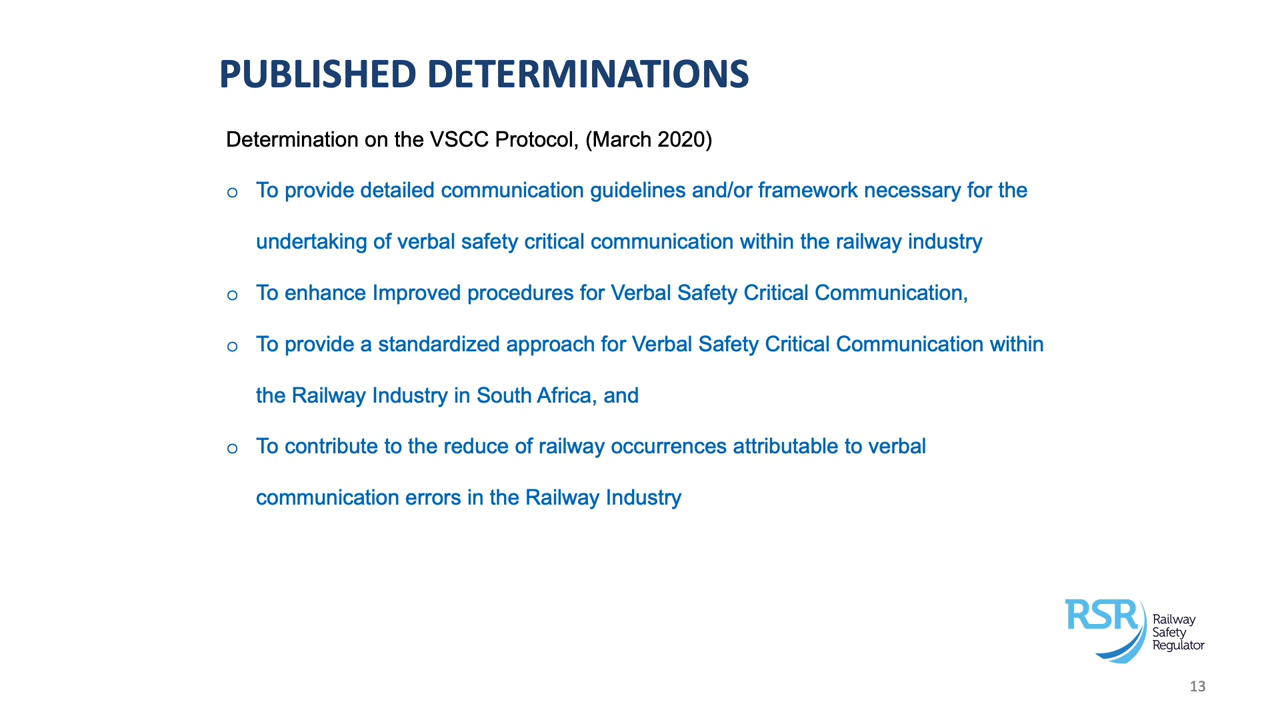 PUBLISHED DETERMINATIONS
Determination on the VSCC Protocol, (March 2020)
o To provide detailed communication guidelines and/or framework necessary for the
undertaking of verbal safety critical communication within the railway industry
o To enhance Improved procedures for Verbal Safety Critical Communication,
o To provide a standardized approach for Verbal Safety Critical Communication within
the Railway Industry in South Africa, and
o To contribute to the reduce of railway occurrences attributable to verbal
communication errors in the Railway Industry
RSR
Railway
Safety
Regulator
13